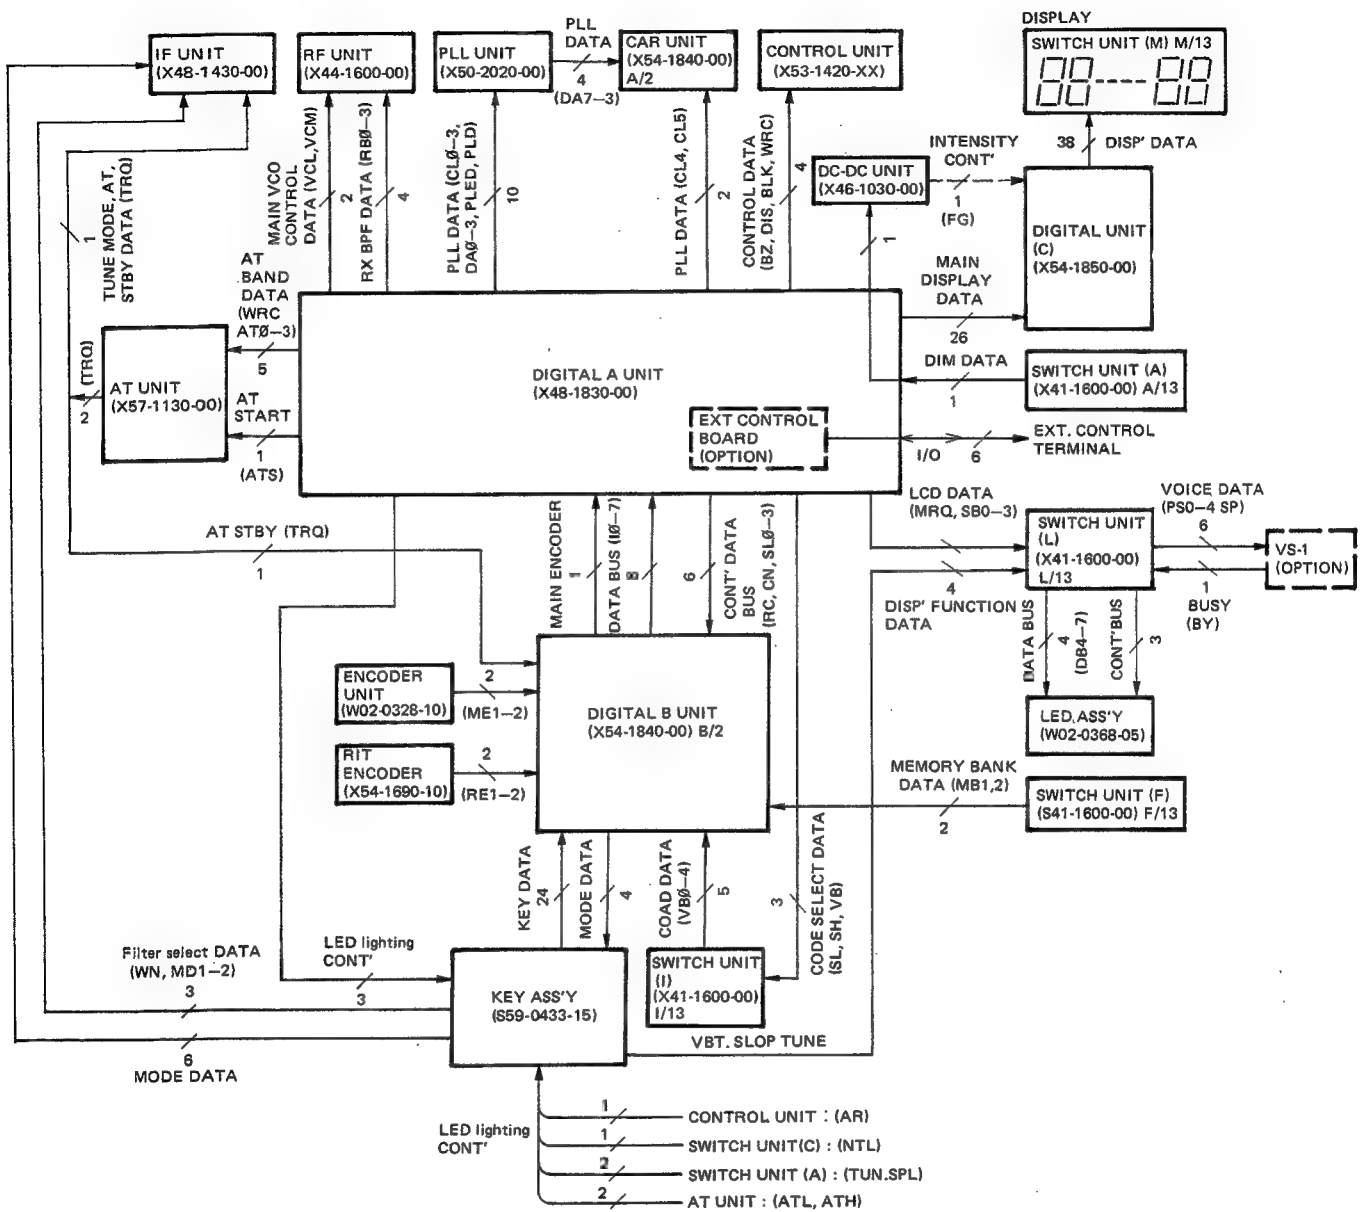 IF UNIT
(X48-1430-00)
RF UNIT
(X44-1600-00)
PLL UNIT
(X50-2020-00)
PLL
DATA
4
(DA7-3)
CAR UNIT
(X54-1840-00)
A/2
CONTROL UNIT
(X53-1420-XX)
DISPLAY
SWITCH UNIT (M) M/13
38
DISP' DATA
TUNE MODE, AT,
STBY DATA (TRQ)
1
MAIN VCO
CONTROL
DATA (VCL,VCM)
2
RX BPF DATA (RBØ-3)
4
PLL DATA (CLØ-3,
DAØ-3, PLED, PLD)
10
PLL DATA (CL4, CL5)
2
CONTROL DATA
(BZ, DIS, BLK, WRC)
4
DC-DC UNIT
(X46-1030-00)
1
INTENSITY
CONT'
1
(FG)
DIGITAL UNIT
(C)
(X54-1850-00)
MAIN
DISPLAY
DATA
26
AT
BAND
DATA
(WRC
ATØ-3)
5
AT UNIT
(X57-1130-00)
(TRQ)
2
AT
START
1
(ATS)
DIGITAL A UNIT
(X48-1830-00)
EXT CONTROL
BOARD
(OPTION)
DIM DATA
1
SWITCH UNIT (A)
(X41-1600-00) A/13
I/O
6
EXT. CONTROL
TERMINAL
AT STBY (TRQ)
1
MAIN ENCODER
1
(DATA BUS (IØ-7)
8
6
CONT' DATA
BUS
(RC, CN, SLØ-3)
LCD DATA
(MRQ, SB0-3)
4
DISP' FUNCTION
DATA
SWITCH UNIT
(L)
(X41-1600-00)
L/13
VOICE DATA
(PS0-4 SP)
6
VS-1
(OPTION)
1
BUSY
(BY)
DATA BUS
4
(DB4-7)
CONT'BUS
3
LED, ASS'Y
(W02-0368-05)
ENCODER
UNIT
(W02-0328-10)
2
(ME1-2)
RIT
ENCODER
(X54-1690-10)
2
(RE1-2)
DIGITAL B UNIT
(X54-1840-00) B/2
MEMORY BANK
DATA (MB1,2)
2
SWITCH UNIT (F)
(S41-1600-00) F/13
KEY DATA
24
MODE DATA
4
COAD DATA
(VBØ-4)
5
3
CODE SELECT DATA
(SL, SH, VB)
Filter select DATA
(WN, MD1-2)
3
LED lighting
CONT'
3
KEY ASS'Y
(S59-0433-15)
SWITCH UNIT
(I)
(X41-1600-00)
I/13
VBT. SLOP TUNE
6
MODE DATA
LED lighting
CONT'
1
CONTROL UNIT : (AR)
1
SWITCH UNIT(C) : (NTL)
2
SWITCH UNIT (A) : (TUN.SPL)
2
AT UNIT : (ATL, ATH)